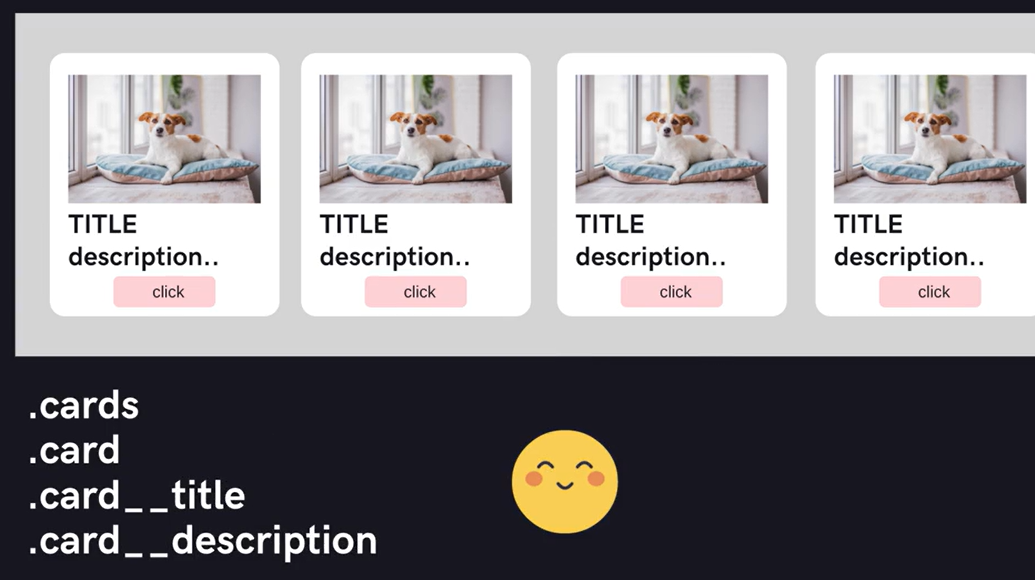 TITLE
description..
click
TITLE
description..
click
TITLE
description..
click
TITLE
description..
click
.cards
.card
.card__title
.card__description